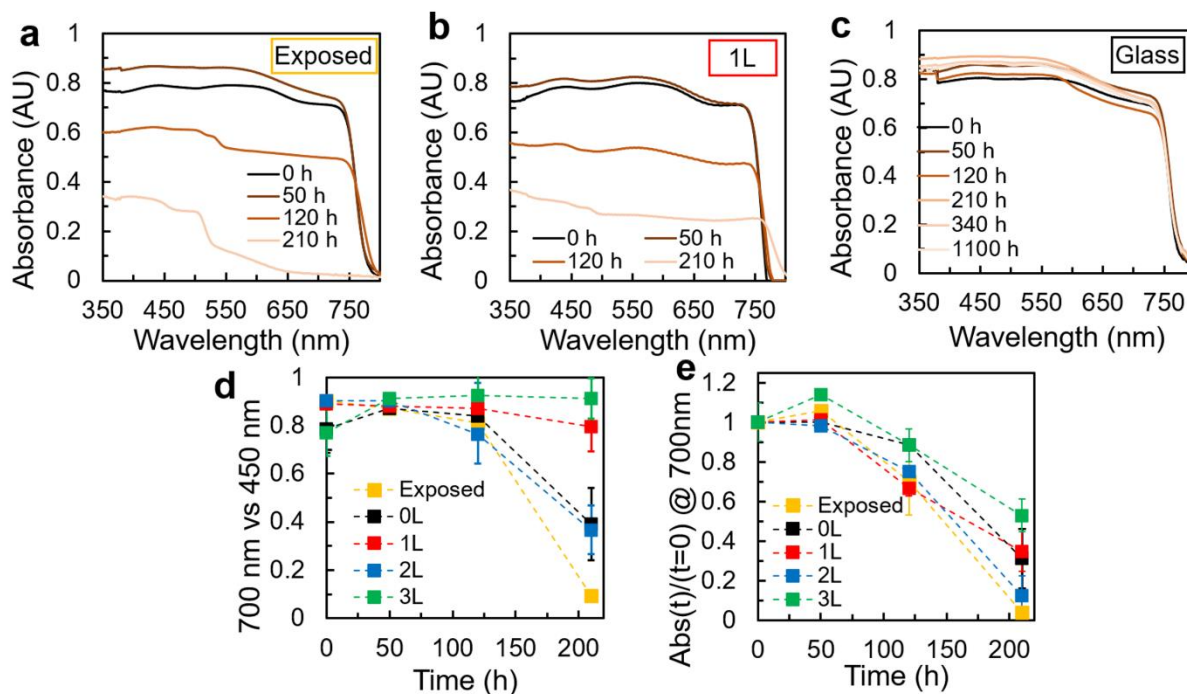 a
Exposed
Absorbance (AU)
1
0.8
0.6
0.4
0.2
0
0 h
50 h
120 h
210 h
350 450 550 650 750
Wavelength (nm)
b
1L
Absorbance (AU)
1
0.8
0.6
0.4
0.2
0
0 h 50 h
120 h 210 h
350 450 550 650 750
Wavelength (nm)
c
Glass
Absorbance (AU)
1
0.8
0.6
0.4
0.2
0
0 h
50 h
120 h
210 h
340 h
1100 h
350 450 550 650 750
Wavelength (nm)
d
700 nm vs 450 nm
1
0.8
0.6
0.4
0.2
0
Exposed
0L
1L
2L
3L
0 50 100 150 200
Time (h)
e
Abs(t)/(t=0) @ 700nm
1.2
1
0.8
0.6
0.4
0.2
0
Exposed
0L
1L
2L
3L
0 50 100 150 200
Time (h)